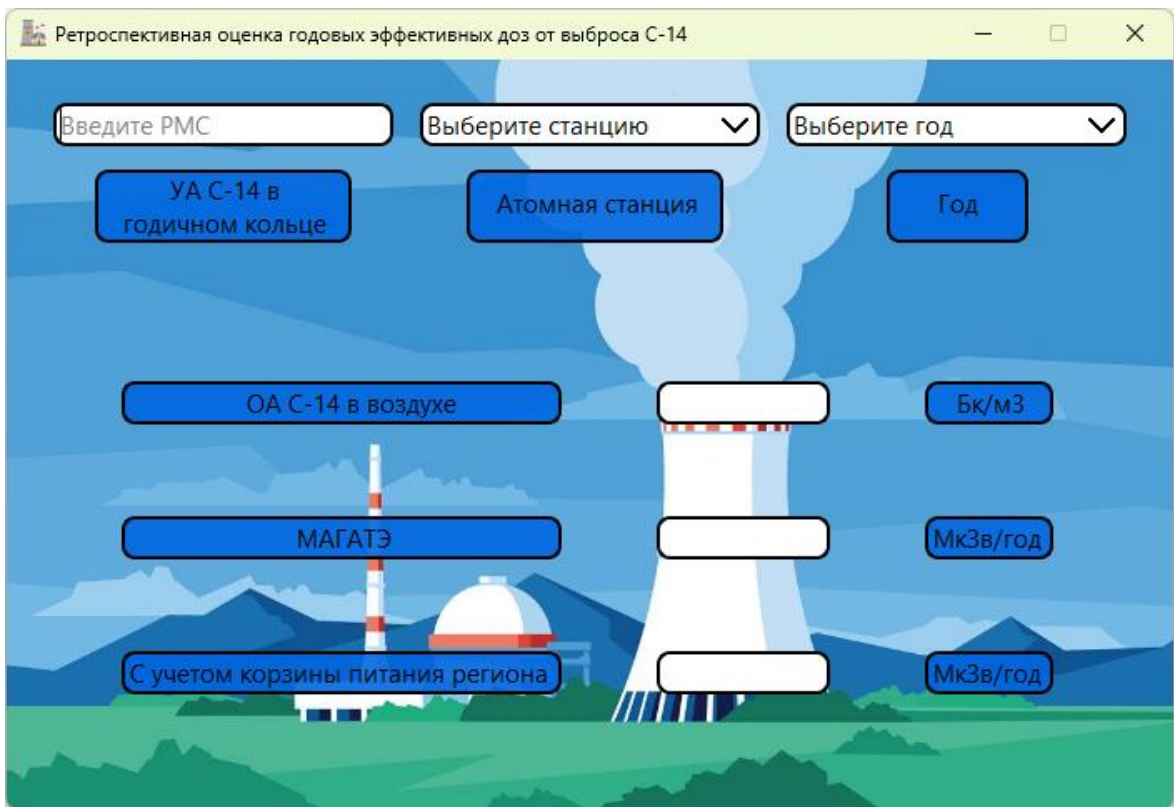 Ретроспективная оценка годовых эффективных доз от выброса С-14
Введите РМС
Выберите станцию
Выберите год
УА С-14 в
годичном кольце
Атомная станция
Год
ОА С-14 в воздухе
Бк/м3
МАГАТЭ
МкЗв/год
С учетом корзины питания региона
МкЗв/год